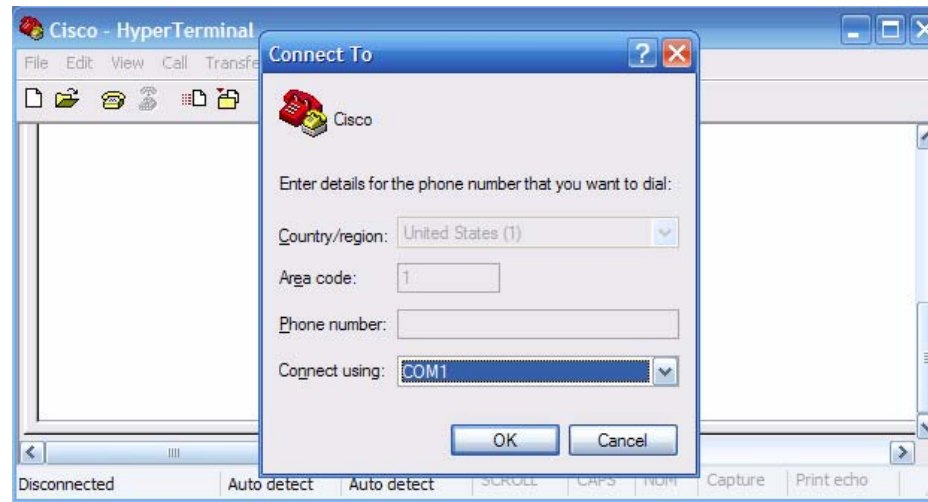 Cisco - HyperTerminal
File Edit View Call Transfe
Connect To
Cisco
Enter details for the phone number that you want to dial:
Country/region: United States (1)
Area code: 1
Phone number:
Connect using: COM1
OK Cancel
Disconnected Auto detect Auto detect SCROLL CAPS NUM Capture Print echo